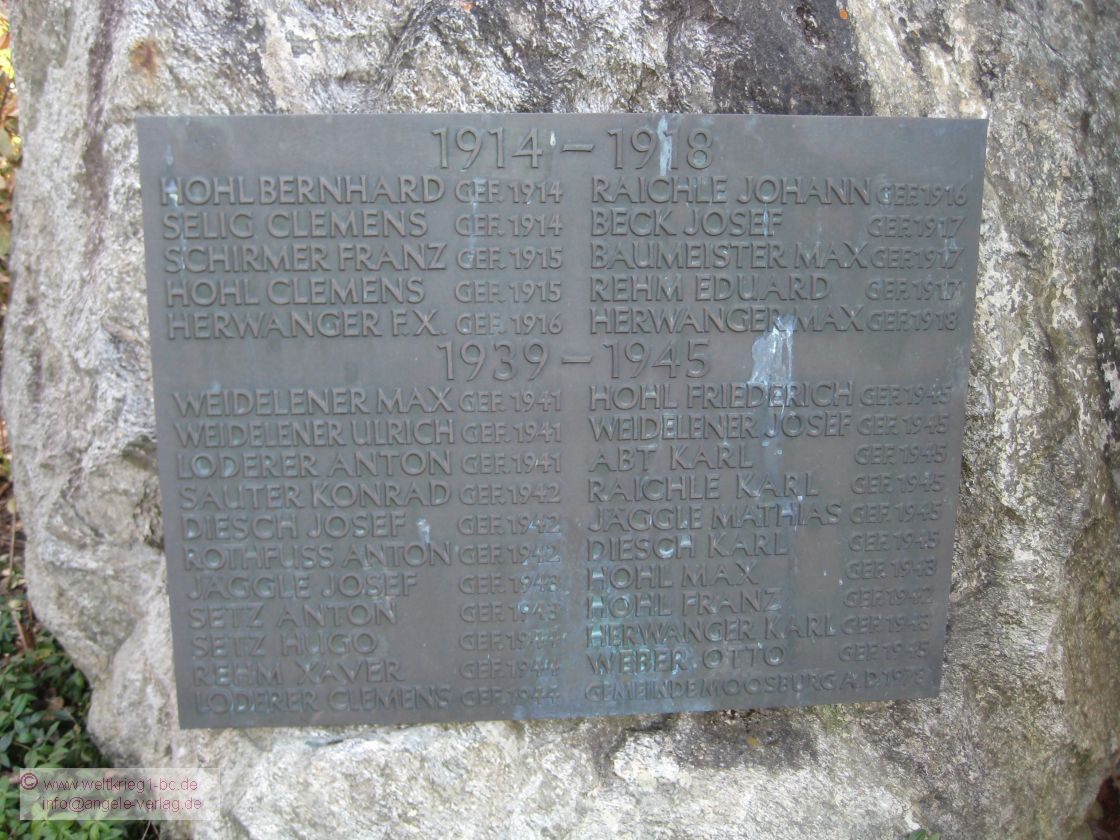 1914 – 1918
HOHL BERNHARD GEF. 1914 RAICHLE JOHANN GEF. 1916
SELIG CLEMENS GEF. 1914 BECK JOSEF GEF. 1917
SCHIRMER FRANZ GEF. 1915 BAUMEISTER MAX GEF. 1917
HOHL CLEMENS GEF. 1915 REHM EDUARD GEF. 1917
HERWANGER F.X. GEF. 1916 HERWANGER MAX GEF. 1918
1939 – 1945
WEIDELENER MAX GEF. 1941 HOHL FRIEDERICH GEF. 1945
WEIDELENER ULRICH GEF. 1941 WEIDELENER JOSEF GEF. 1945
LODERER ANTON GEF. 1941 ABT KARL GEF. 1945
SAUTER KONRAD GEF. 1942 RAICHLE KARL GEF. 1945
DIESCH JOSEF GEF. 1942 JÄGGLE MATHIAS GEF. 1945
ROTHFUSS ANTON GEF. 1942 DIESCH KARL GEF. 1945
JÄGGLE JOSEF GEF. 1943 HOHL MAX GEF. 1943
SETZ ANTON GEF. 1943 HOHL FRANZ GEF.
SETZ HUGO GEF. 1944 HERWANGER KARL GEF. 1943
REHM XAVER GEF. 1944 WEBER OTTO GEF. 1945
LODERER CLEMENS GEF. 1944 GEMEINDE MOOSBURG A.D.
© www.weltkrieg1-bc.de
info@angele-verlag.de